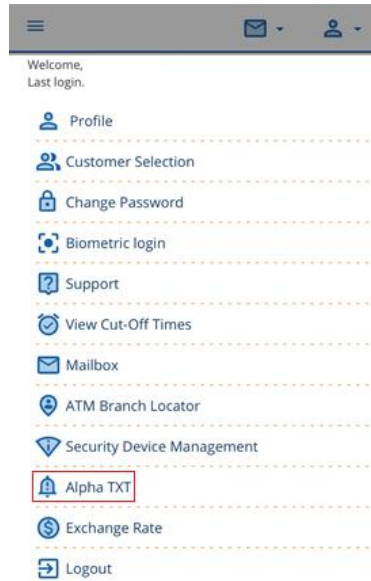 Welcome,
Last login.
Profile
Customer Selection
Change Password
Biometric login
Support
View Cut-Off Times
Mailbox
ATM Branch Locator
Security Device Management
Alpha TXT
Exchange Rate
Logout